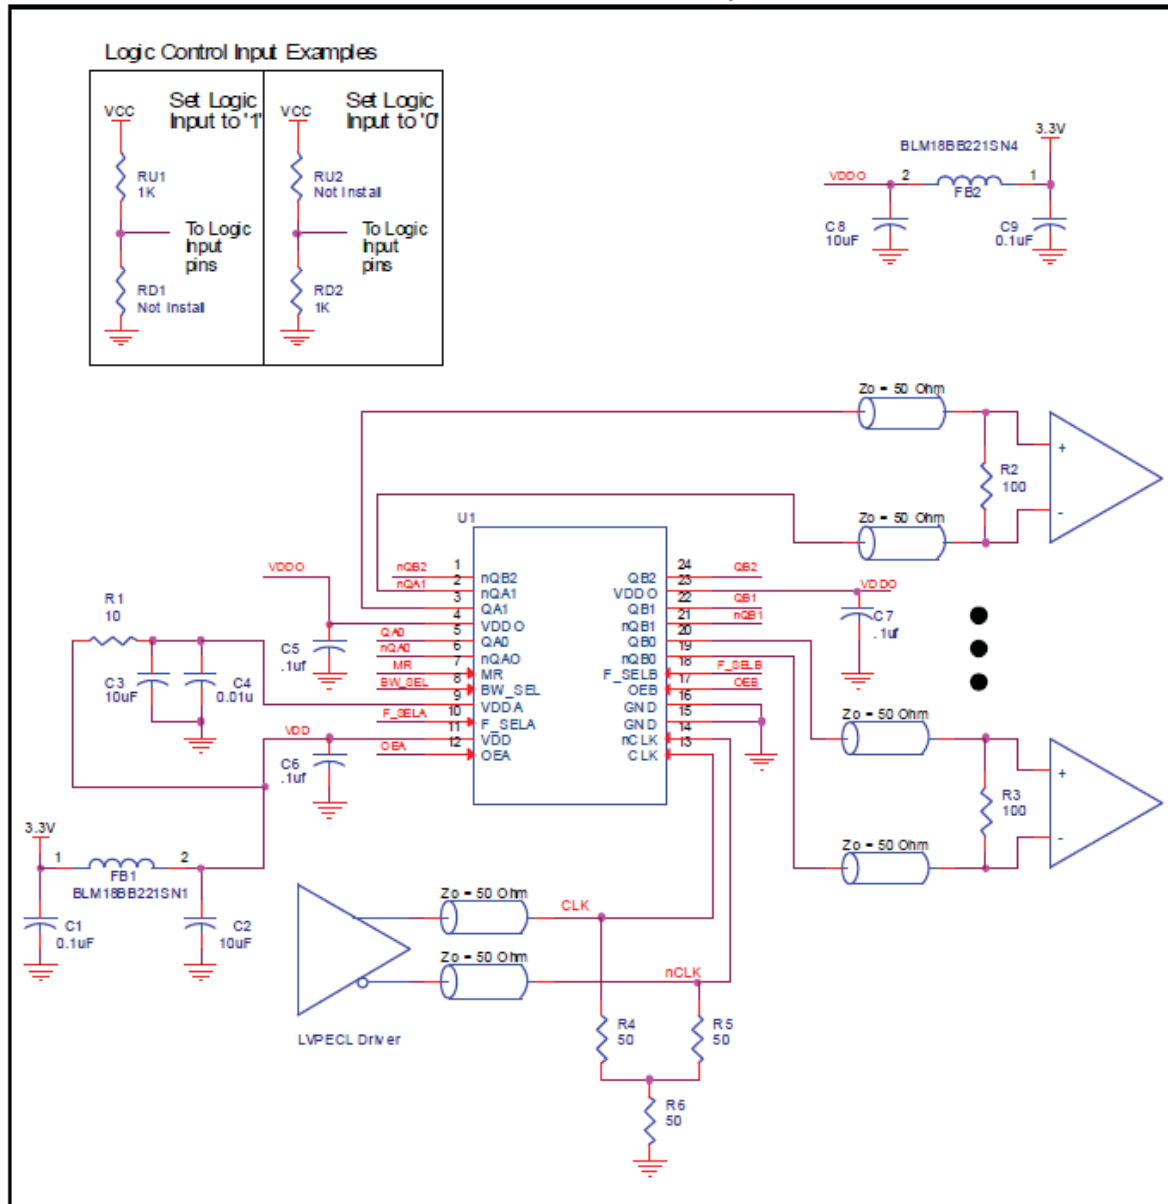 Logic Control Input Examples
Set Logic
Input to '1'
VCC
RU1
1K
To Logic
Input
pins
RD1
Not Install
Set Logic
Input to '0'
VCC
RU2
Not Install
To Logic
Input
pins
RD2
1K
3.3V
BLM18BB221SN4
VDDO
2
1
FB2
C8
10uF
C9
0.1uF
Zo = 50 Ohm
+
R2
100
-
Zo = 50 Ohm
U1
VDDO
R1
10
C3
10uF
C4
0.01u
C5
.1uf
VDD
C6
.1uf
nQB2
nQA1
QA0
nQA0
MR
BW_SEL
F_SELA
OEA
1
2
3
4
5
6
7
8
9
10
11
12
nQB2
nQA1
QA1
VDDO
QA0
nQAO
MR
BW_SEL
VDDA
F_SELA
VDD
OEA
QB2
VDDO
QB1
nQB1
QB0
nQB0
F_SELB
OEB
GND
GND
nCLK
CLK
24
23
22
21
20
19
18
17
16
15
14
13
QB2
VDDO
QB1
nQB1
F_SELB
OEB
C7
.1uf
Zo = 50 Ohm
+
R3
100
-
Zo = 50 Ohm
3.3V
1
2
FB1
BLM18BB221SN1
C1
0.1uF
C2
10uF
Zo = 50 Ohm
CLK
Zo = 50 Ohm
nCLK
LVPECL Driver
R4
50
R5
50
R6
50